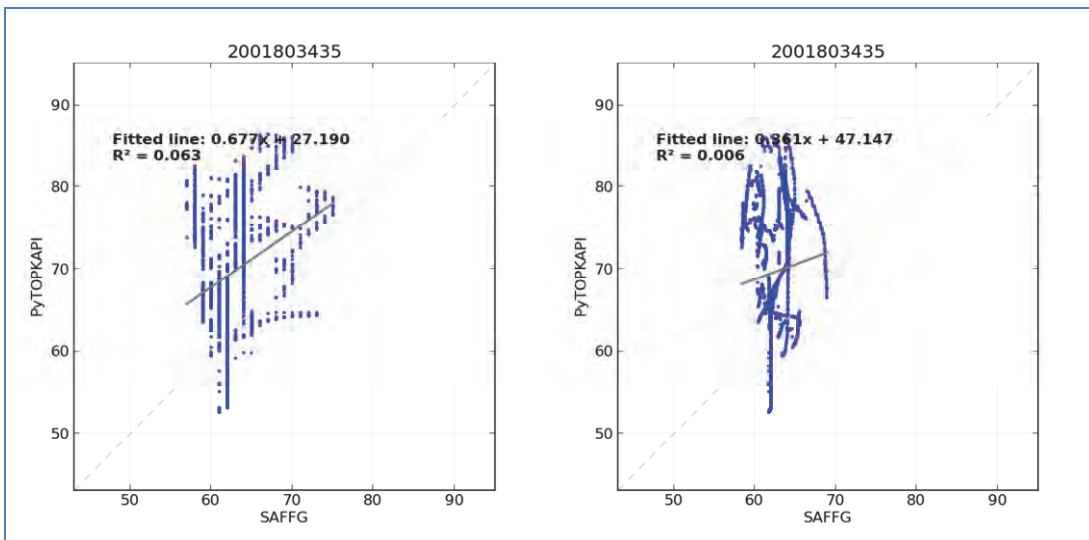 2001803435
90
80
70
60
50
Fitted line: 0.677x + 27.190
R² = 0.063
PyTOPKAPI
50 60 70 80 90
SAFFG
2001803435
90
80
70
60
50
Fitted line: 0.361x + 47.147
R² = 0.006
PyTOPKAPI
50 60 70 80 90
SAFFG